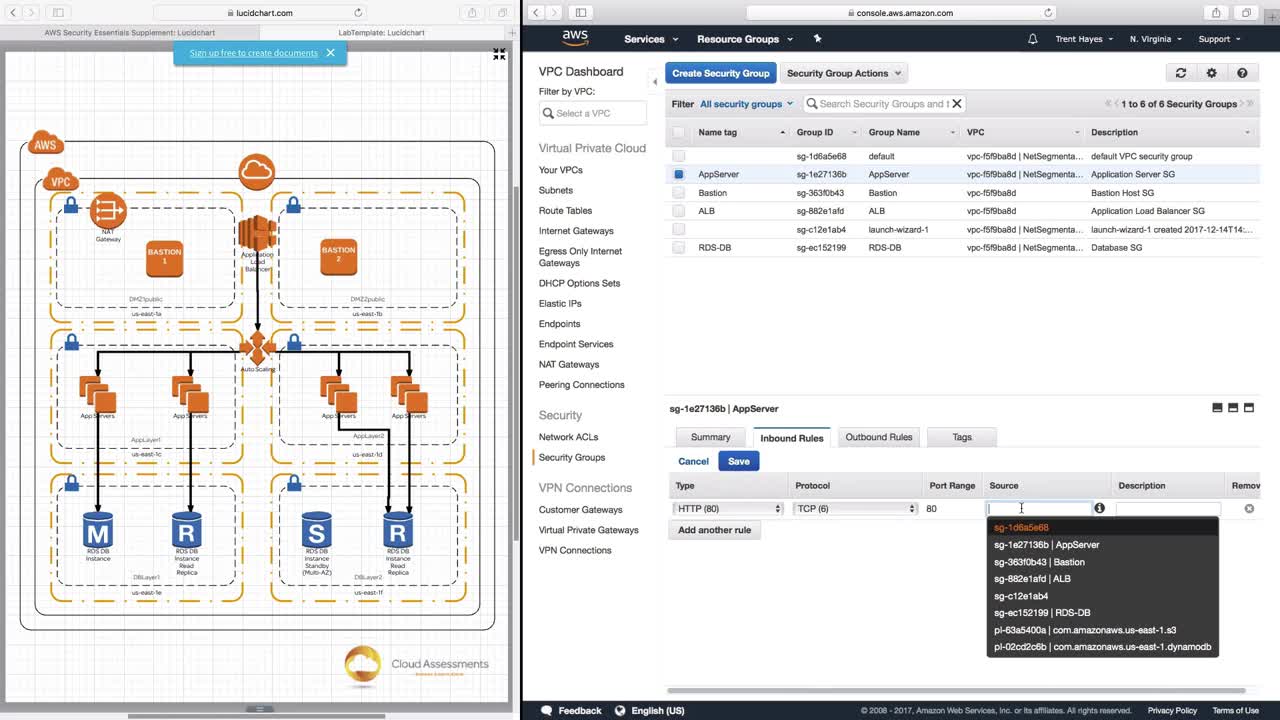 lucidchart.com
AWS Security Essentials Supplement: Lucidchart
LabTemplate: Lucidchart
Sign up free to create documents
AWS
VPC
NAT
Gateway
BASTION
1
Application
Load
Balancer
BASTION
2
DMZ1public
us-east-1a
DMZ2public
us-east-1b
Auto Scaling
App Servers
App Servers
App Servers
App Servers
AppLayer1
us-east-1c
AppLayer2
us-east-1d
M
RDS DB
Instance
R
RDS DB
Instance
Read
Replica
S
RDS DB
Instance
Standby
(Multi-AZ)
R
RDS DB
Instance
Read
Replica
DBLayer1
us-east-1e
DBLayer2
us-east-1f
Cloud Assessments
console.aws.amazon.com
aws
Services
Resource Groups
Trent Hayes
N. Virginia
Support
VPC Dashboard
Filter by VPC:
Select a VPC
Virtual Private Cloud
Your VPCs
Subnets
Route Tables
Internet Gateways
Egress Only Internet
Gateways
DHCP Options Sets
Elastic IPs
Endpoints
Endpoint Services
NAT Gateways
Peering Connections
Security
Network ACLs
Security Groups
VPN Connections
Customer Gateways
Virtual Private Gateways
VPN Connections
Create Security Group
Security Group Actions
Filter All security groups
Search Security Groups and t
1 to 6 of 6 Security Groups
Name tag Group ID Group Name VPC Description
sg-1d6a5e68 default vpc-f5f9ba8d | NetSegmenta... default VPC security group
AppServer sg-1e27136b AppServer vpc-f5f9ba8d | NetSegmenta... Application Server SG
Bastion sg-363f0b43 Bastion vpc-f5f9ba8d | NetSegmenta... Bastion Host SG
ALB sg-882e1afd ALB vpc-f5f9ba8d | NetSegmenta... Application Load Balancer SG
sg-c12e1ab4 launch-wizard-1 vpc-f5f9ba8d | NetSegmenta... launch-wizard-1 created 2017-12-14T14:...
RDS-DB sg-ec152199 RDS-DB vpc-f5f9ba8d | NetSegmenta... Database SG
sg-1e27136b | AppServer
Summary
Inbound Rules
Outbound Rules
Tags
Cancel
Save
Type Protocol Port Range Source Description Remov
HTTP (80) TCP (6) 80
Add another rule
sg-1d6a5e68
sg-1e27136b | AppServer
sg-363f0b43 | Bastion
sg-882e1afd | ALB
sg-c12e1ab4
sg-ec152199 | RDS-DB
pl-63a5400a | com.amazonaws.us-east-1.s3
pl-02cd2c6b | com.amazonaws.us-east-1.dynamodb
Feedback
English (US)
© 2008 - 2017, Amazon Web Services, Inc. or its affiliates. All rights reserved.
Privacy Policy
Terms of Use